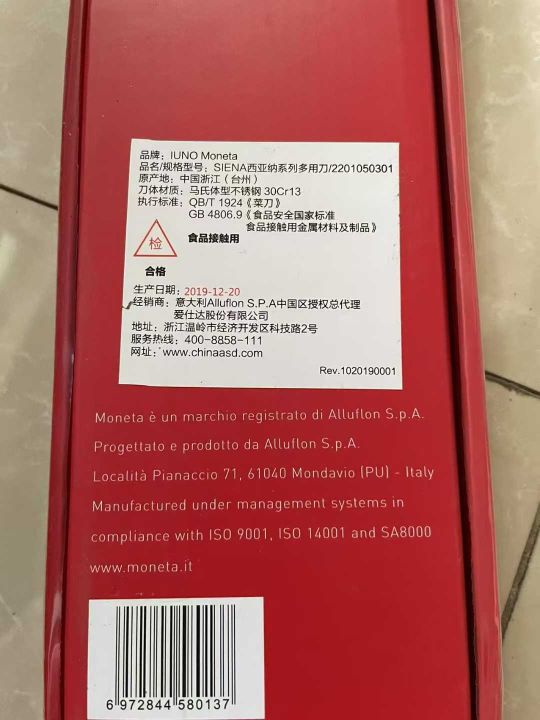 品牌：IUNO Moneta
品名/规格型号：SIENA西亚纳系列多用刀/2201050301
原产地：中国浙江（台州）
刀体材质：马氏体型不锈钢 30Cr13
执行标准：QB/T 1924《菜刀》
GB 4806.9《食品安全国家标准
食品接触用金属材料及制品》
检
食品接触用
合格
生产日期：2019-12-20
经销商：意大利Alluflon S.P.A中国区授权总代理
爱仕达股份有限公司
地址：浙江温岭市经济开发区科技路2号
服务热线：400-8858-111
网址：www.chinaasd.com
Rev.1020190001
Moneta è un marchio registrato di Alluflon S.p.A.
Progettato e prodotto da Alluflon S.p.A.
Località Pianaccio 71, 61040 Mondavio (PU) - Italy
Manufactured under management systems in
compliance with ISO 9001, ISO 14001 and SA8000
www.moneta.it
6 972844 580137